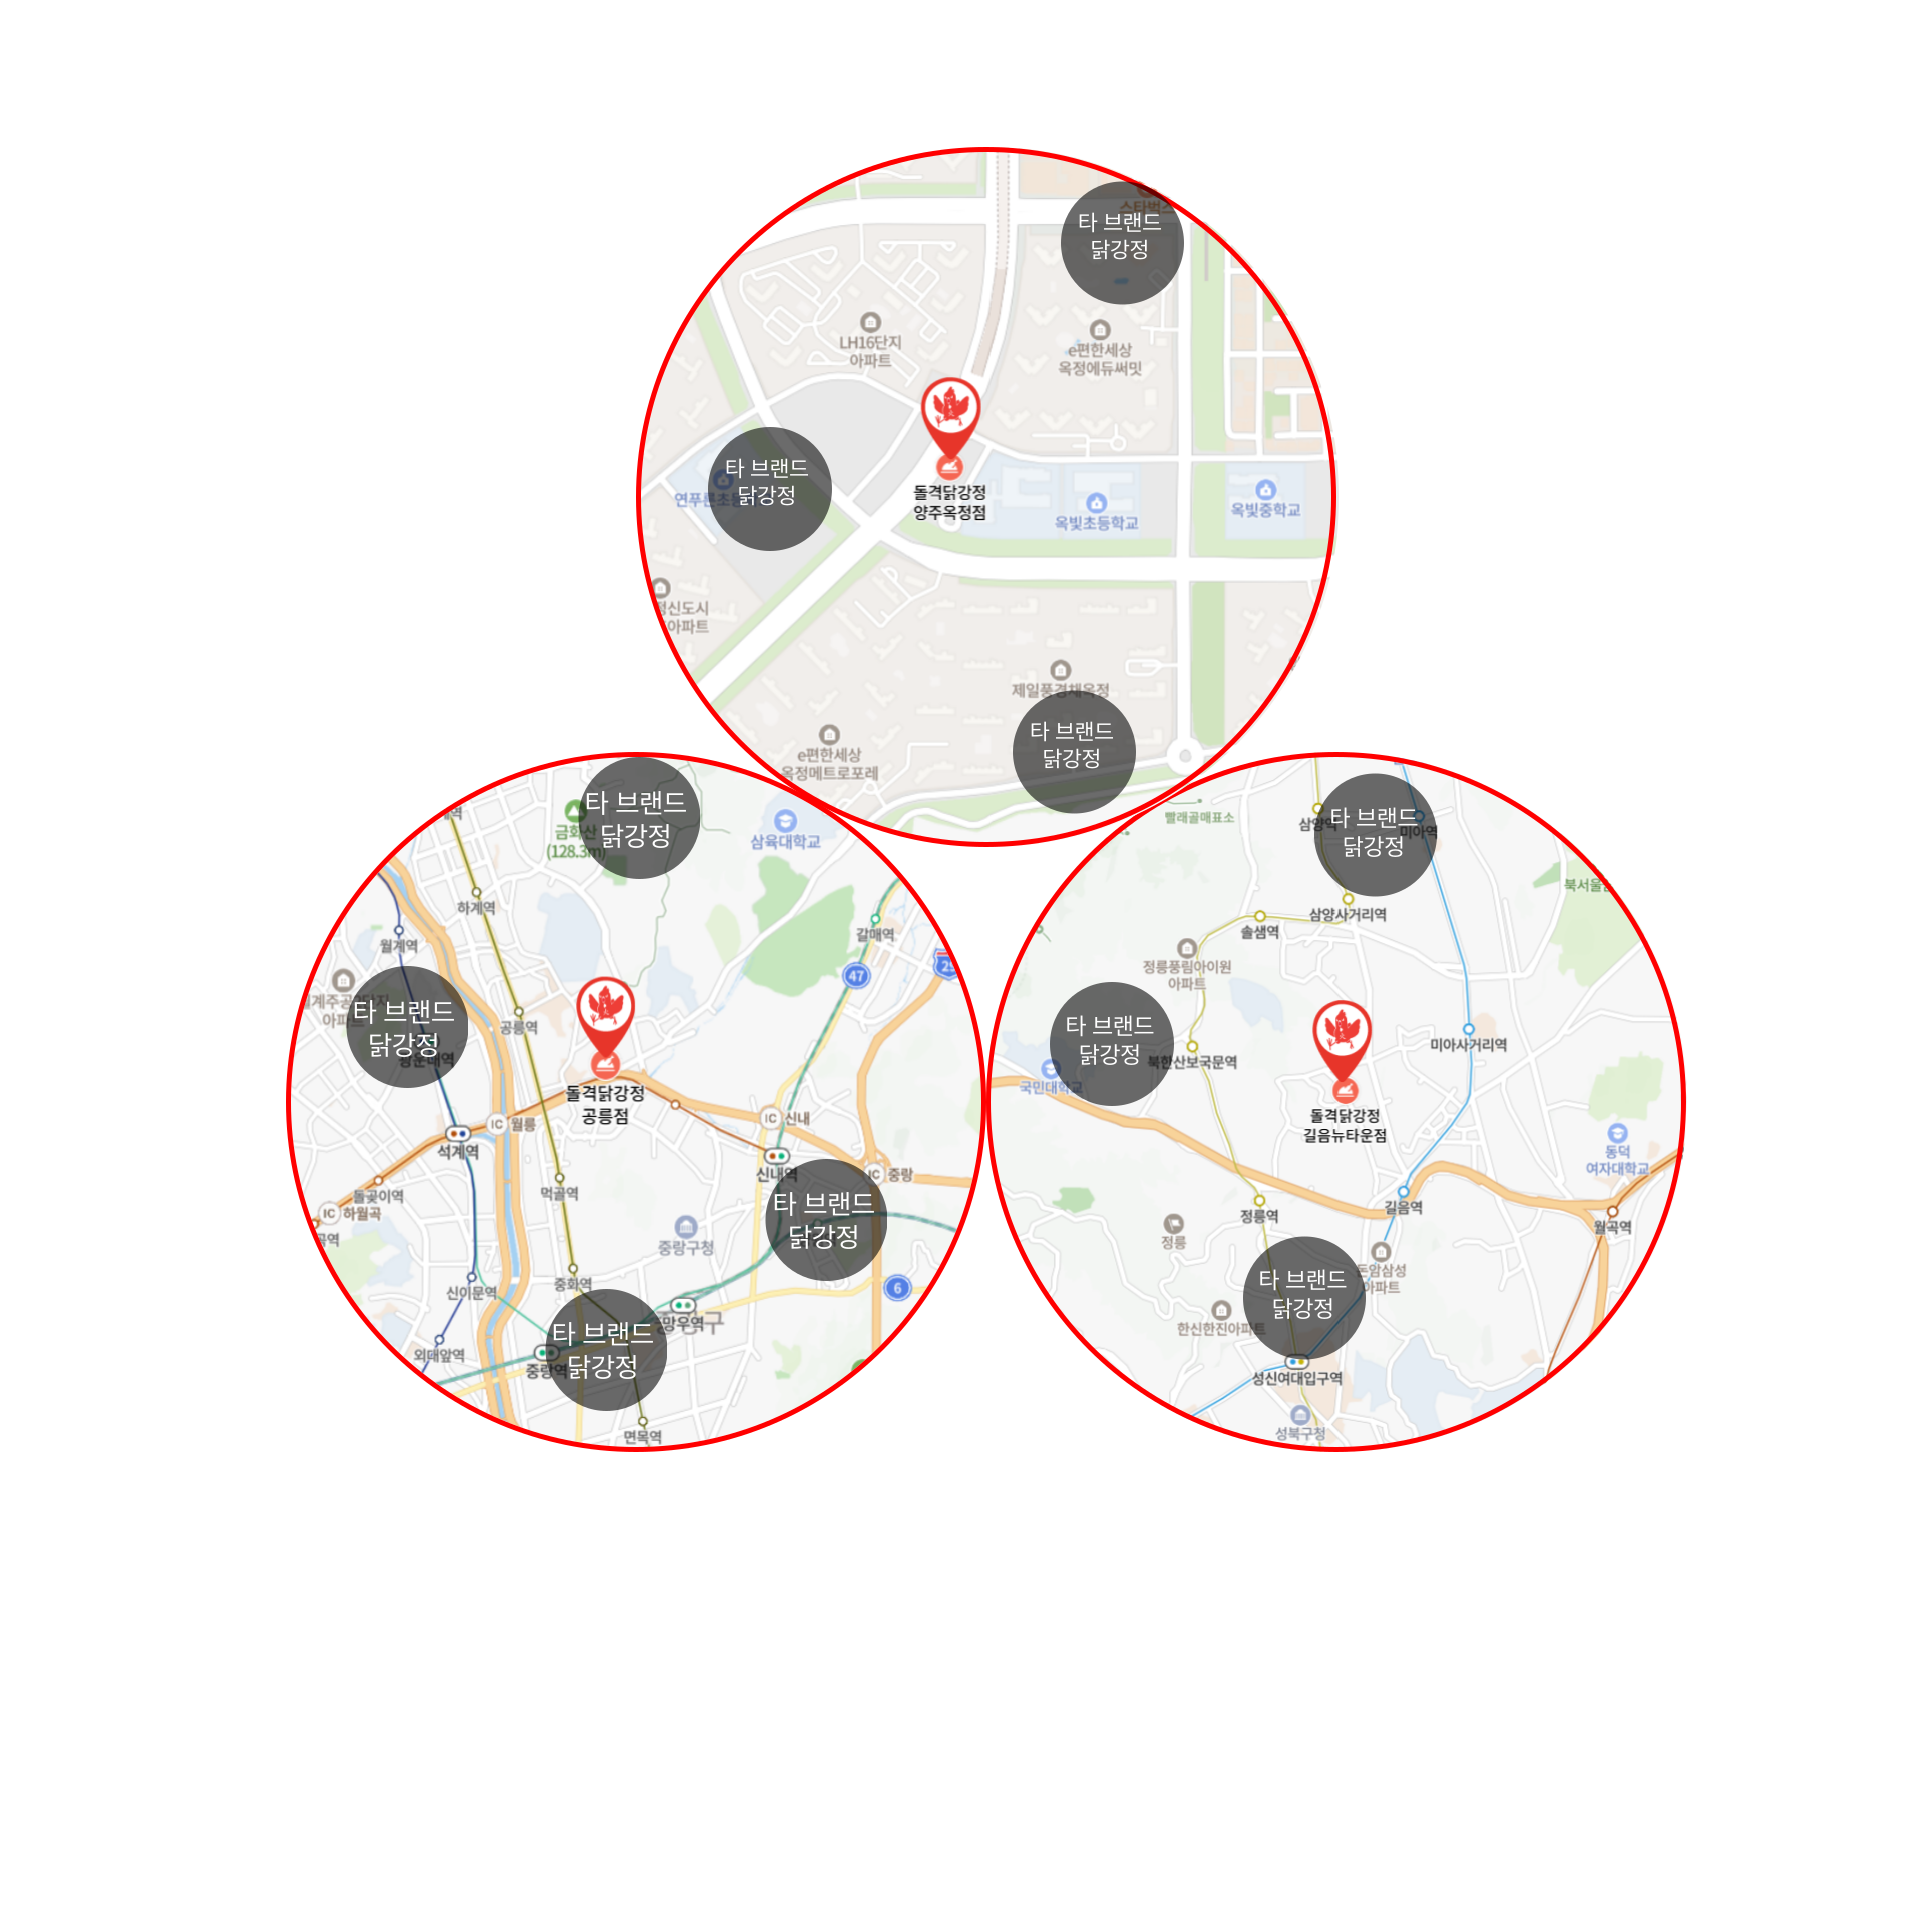 스타벅스
타 브랜드
닭강정
LH16단지
아파트
e편한세상
옥정에듀써밋
타 브랜드
닭강정
연푸른초등
돌격닭강정
양주옥정점
옥빛초등학교
옥빛중학교
정신도시
아파트
제일풍경채옥정
타 브랜드
닭강정
e편한세상
옥정메트로포레
타 브랜드
닭강정
금화산
(128.3m)
삼육대학교
하계역
월계역
갈매역
47
타 브랜드
닭강정
아파트
공릉역
돌격닭강정
공릉점
IC 월릉
IC 신내
석계역
신내역
IC 중랑
돌곶이역
IC 하월곡
먹골역
타 브랜드
닭강정
중랑구청
중화역
신이문역
6
망우역
구
타 브랜드
닭강정
외대앞역
중랑역
면목역
빨래골매표소
삼양역
미아역
타 브랜드
닭강정
북서울
삼양사거리역
솔샘역
정릉풍림아이원
아파트
타 브랜드
닭강정
북한산보국문역
국민대학교
미아사거리역
돌격닭강정
길음뉴타운점
동덕
여자대학교
길음역
정릉역
월곡역
정릉
돈암삼성
아파트
타 브랜드
닭강정
한신한진아파트
성신여대입구역
성북구청